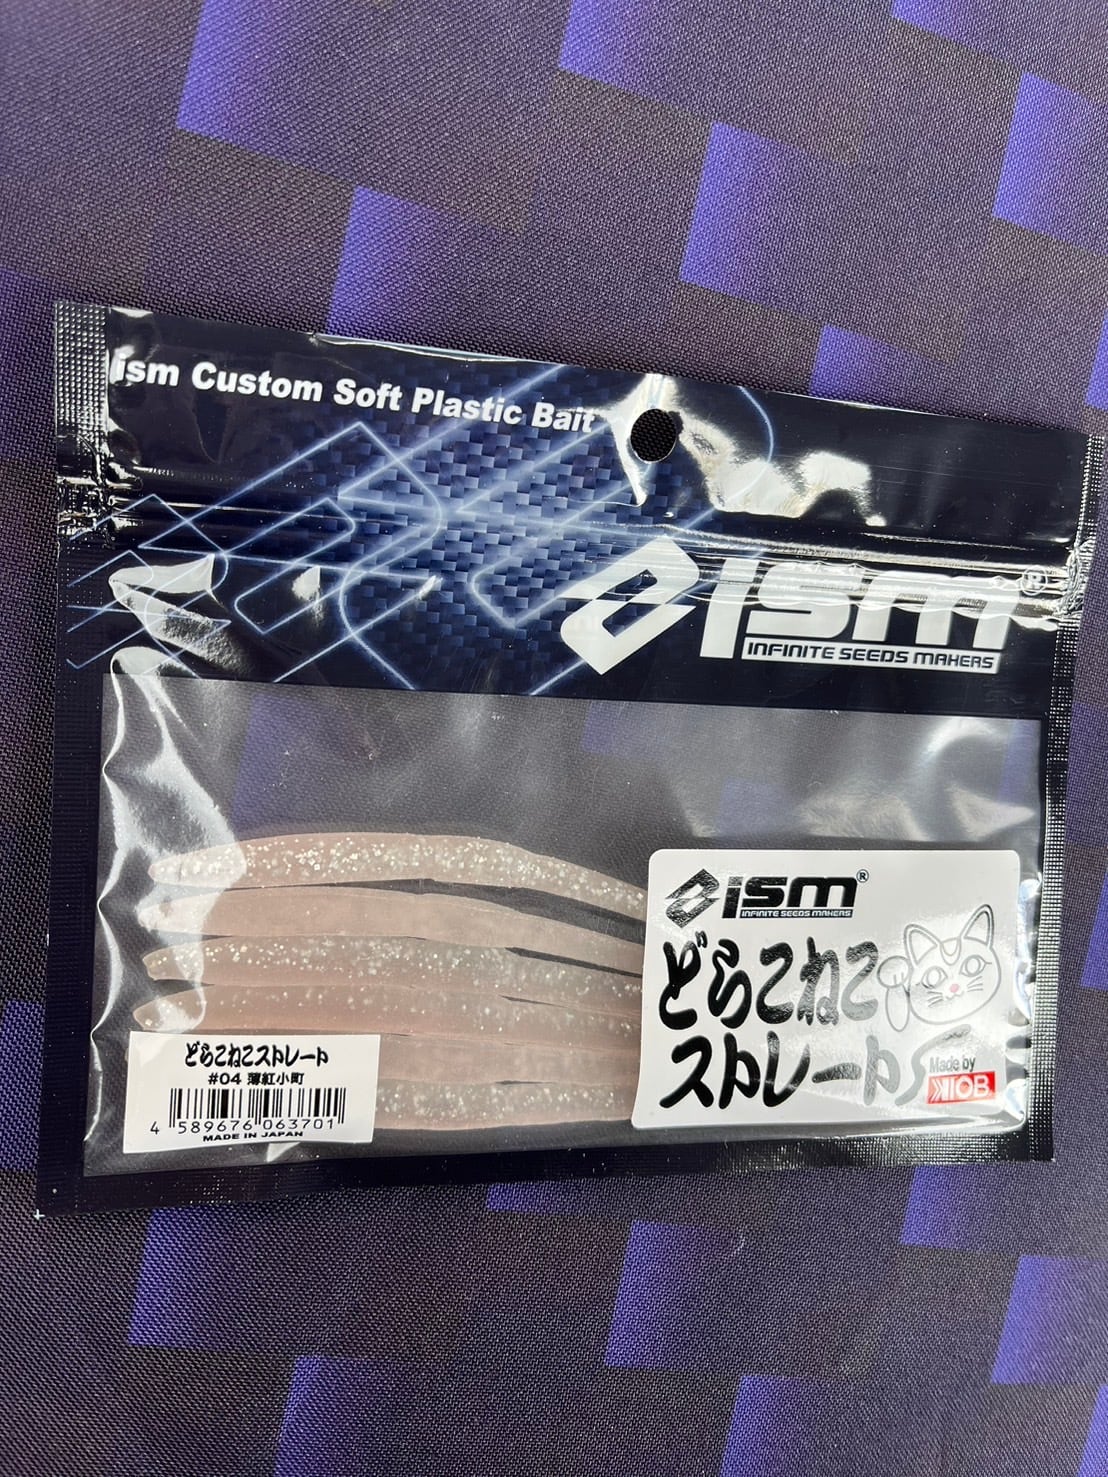 ism Custom Soft Plastic Bait
ism®
INFINITE SEEDS MAKERS
ism®
INFINITE SEEDS MAKERS
どらこねこ
ストレート
Made by
KIOB
どらこねこストレート
#04 薄紅小町
4 589676 063701
MADE IN JAPAN